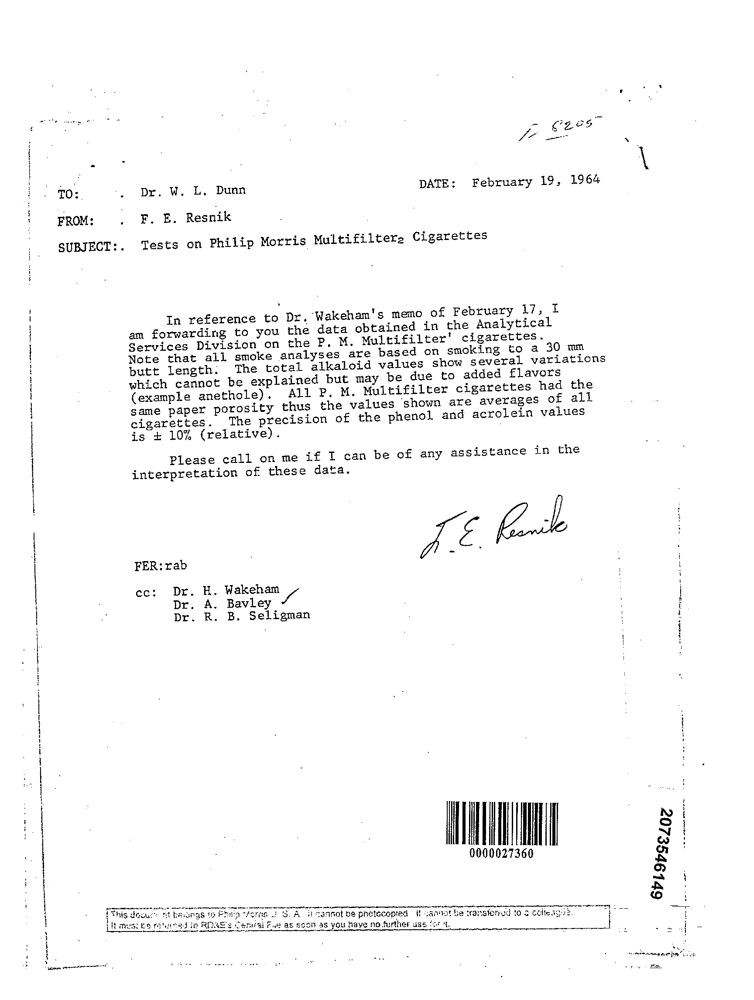 5205
TO: Dr. W. L. Dunn
DATE: February 19, 1964
FROM: F. E. Resnik
SUBJECT: Tests on Philip Morris Multifilter₂ Cigarettes
In reference to Dr. Wakeham's memo of February 17, I
am forwarding to you the data obtained in the Analytical
Services Division on the P. M. Multifilter' cigarettes.
Note that all smoke analyses are based on smoking to a 30 mm
butt length. The total alkaloid values show several variations
which cannot be explained but may be due to added flavors
(example anethole). All P. M. Multifilter cigarettes had the
same paper porosity thus the values shown are averages of all
cigarettes. The precision of the phenol and acrolein values
is ± 10% (relative).
Please call on me if I can be of any assistance in the
interpretation of these data.
F. E. Resnik
FER:rab
cc: Dr. H. Wakeham
Dr. A. Bavley
Dr. R. B. Seligman
0000027360
2073546149
This document belongs to Philip Morris U. S. A. It cannot be photocopied. It cannot be transferred to a colleague.
It must be returned to RD&E's Central File as soon as you have no further use for it.